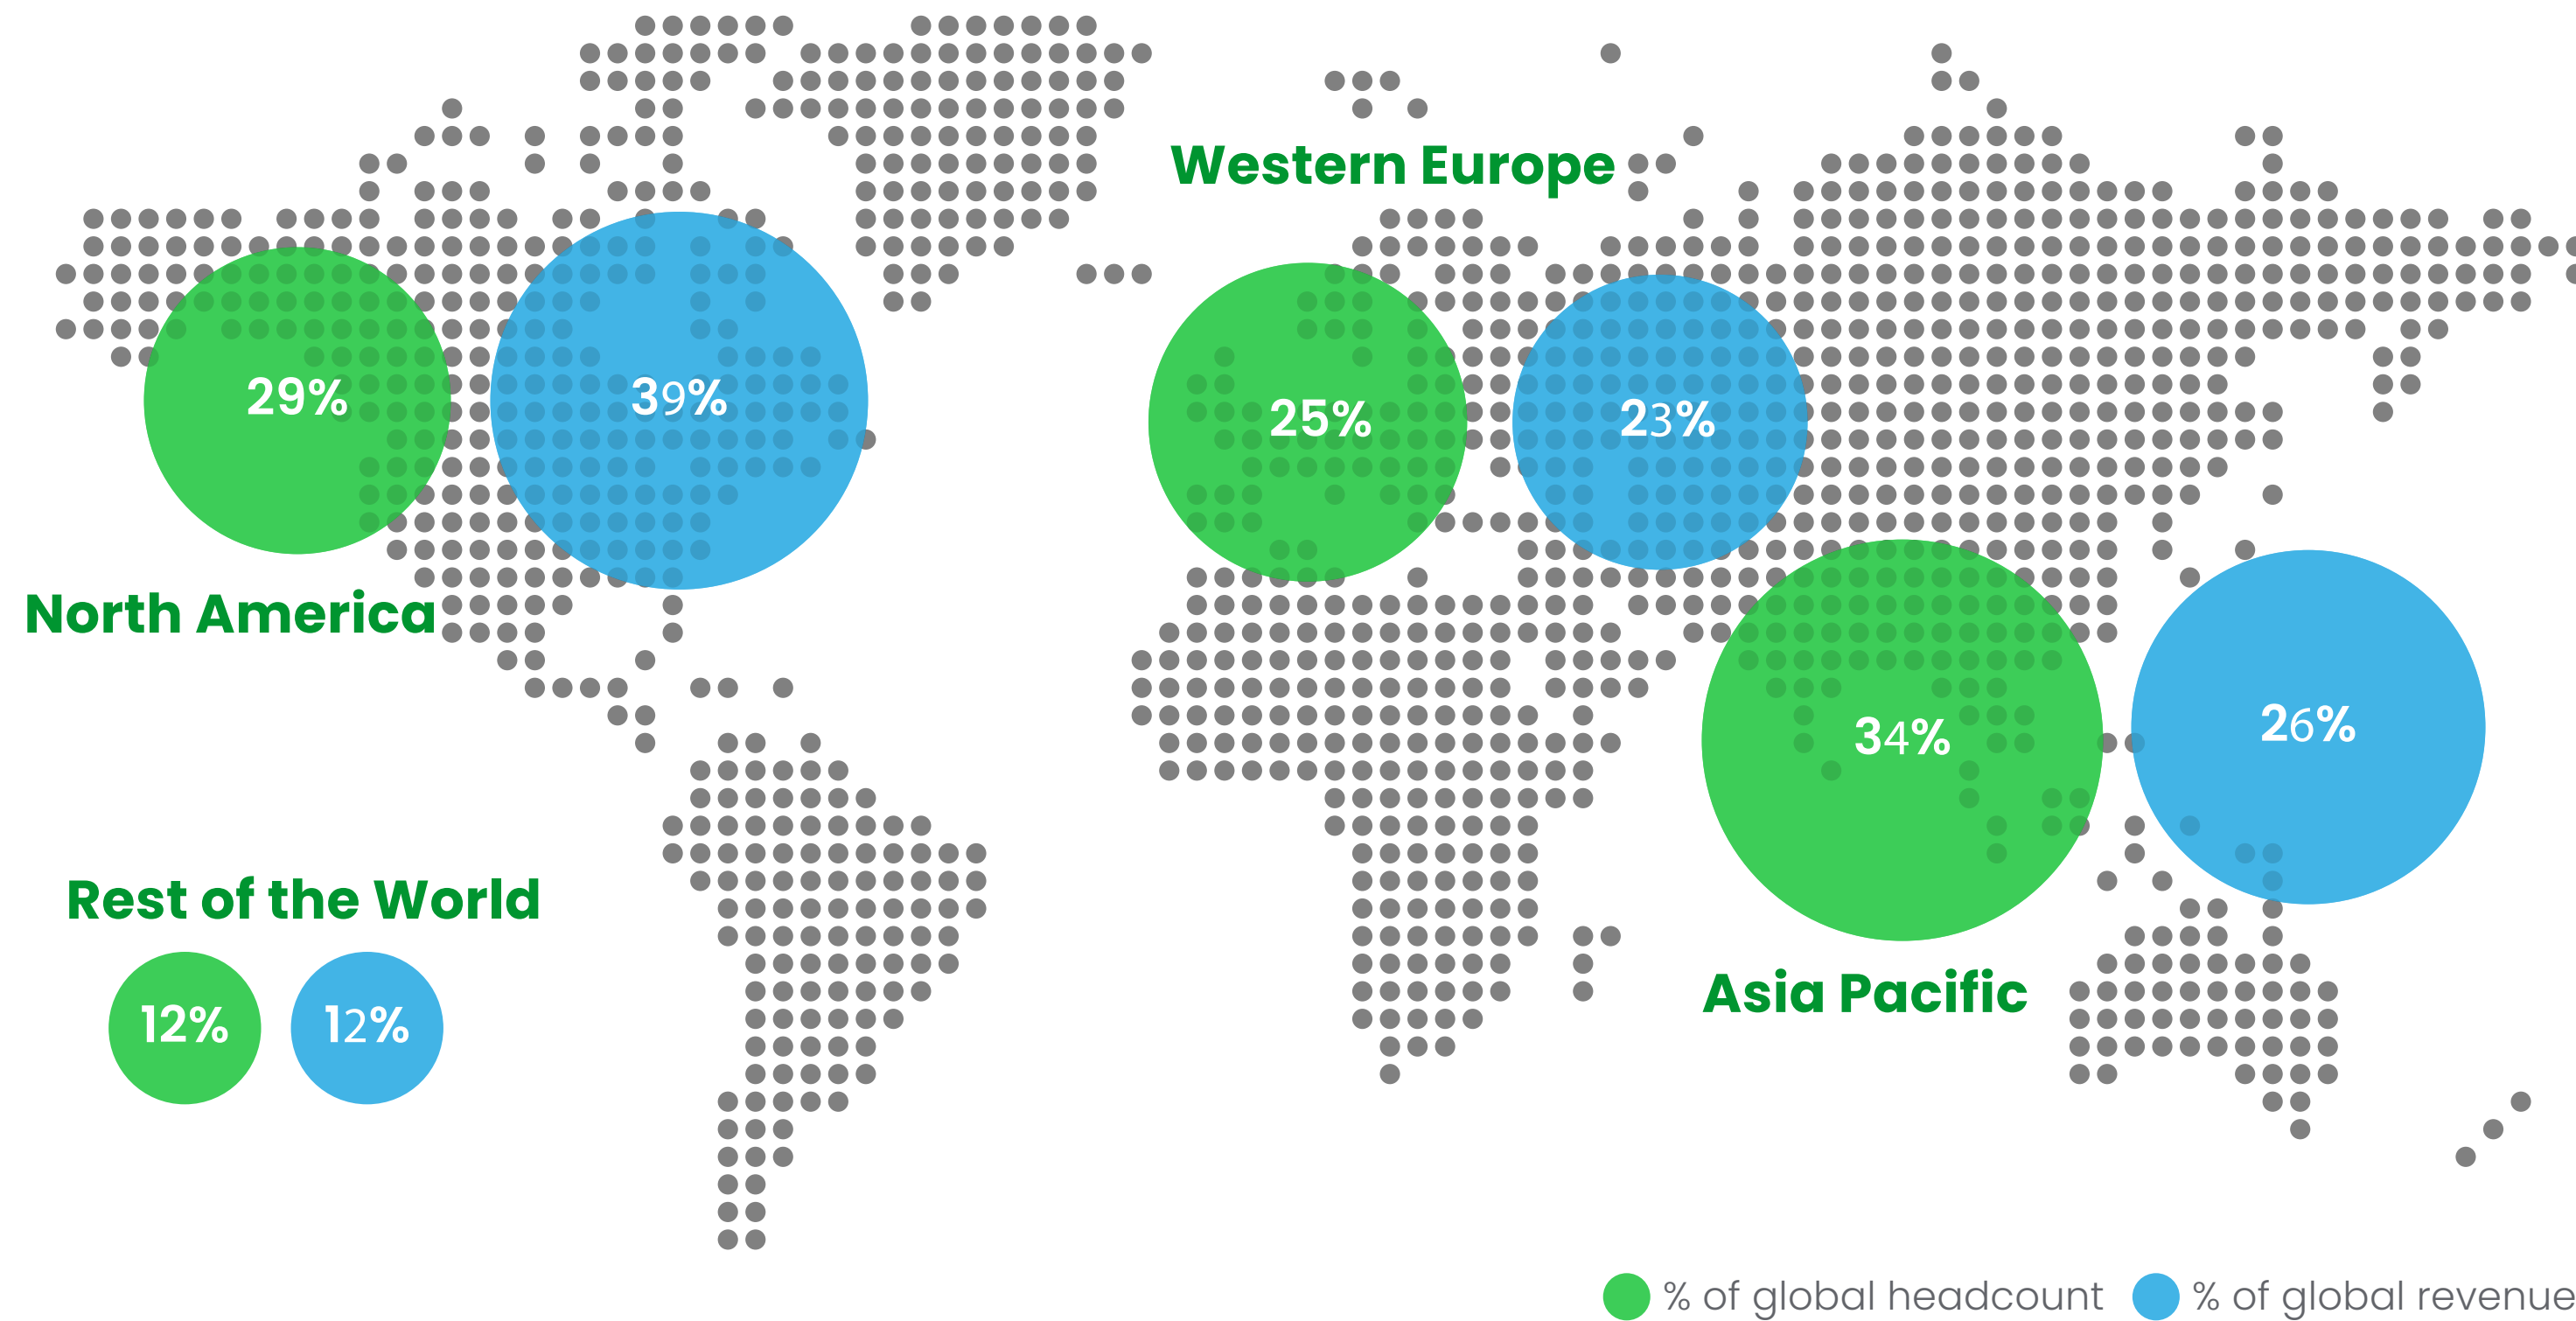 Western Europe
29%
39%
25%
23%
North America
34%
26%
Rest of the World
12%
12%
Asia Pacific
% of global headcount
% of global revenue